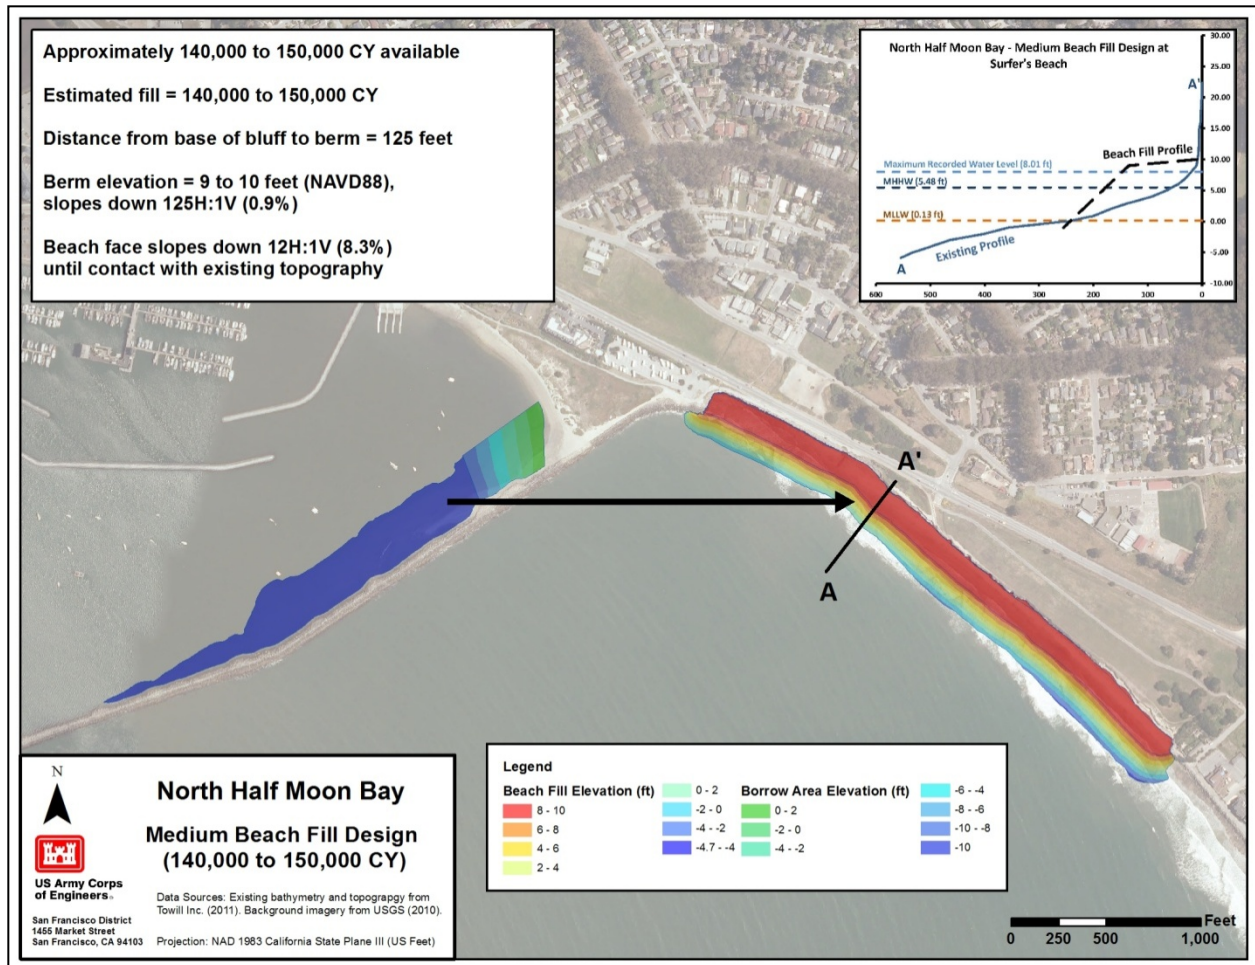 Approximately 140,000 to 150,000 CY available
Estimated fill = 140,000 to 150,000 CY
Distance from base of bluff to berm = 125 feet
Berm elevation = 9 to 10 feet (NAVD88),
slopes down 125H:1V (0.9%)
Beach face slopes down 12H:1V (8.3%)
until contact with existing topography
North Half Moon Bay - Medium Beach Fill Design at
Surfer's Beach
30.00
25.00
A'
20.00
15.00
Beach Fill Profile
10.00
Maximum Recorded Water Level (8.01 ft)
MHHW (5.48 ft)
5.00
MLLW (0.13 ft)
0.00
Existing Profile
-5.00
A
-10.00
600 500 400 300 200 100 0
A'
A
N
US Army Corps
of Engineers®
San Francisco District
1455 Market Street
San Francisco, CA 94103
North Half Moon Bay
Medium Beach Fill Design
(140,000 to 150,000 CY)
Data Sources: Existing bathymetry and topograpgy from
Towill Inc. (2011). Background imagery from USGS (2010).
Projection: NAD 1983 California State Plane III (US Feet)
Legend
Beach Fill Elevation (ft)
8 - 10
6 - 8
4 - 6
2 - 4
0 - 2
-2 - 0
-4 - -2
-4.7 - -4
Borrow Area Elevation (ft)
0 - 2
-2 - 0
-4 - -2
-6 - -4
-8 - -6
-10 - -8
-10
Feet
0 250 500 1,000